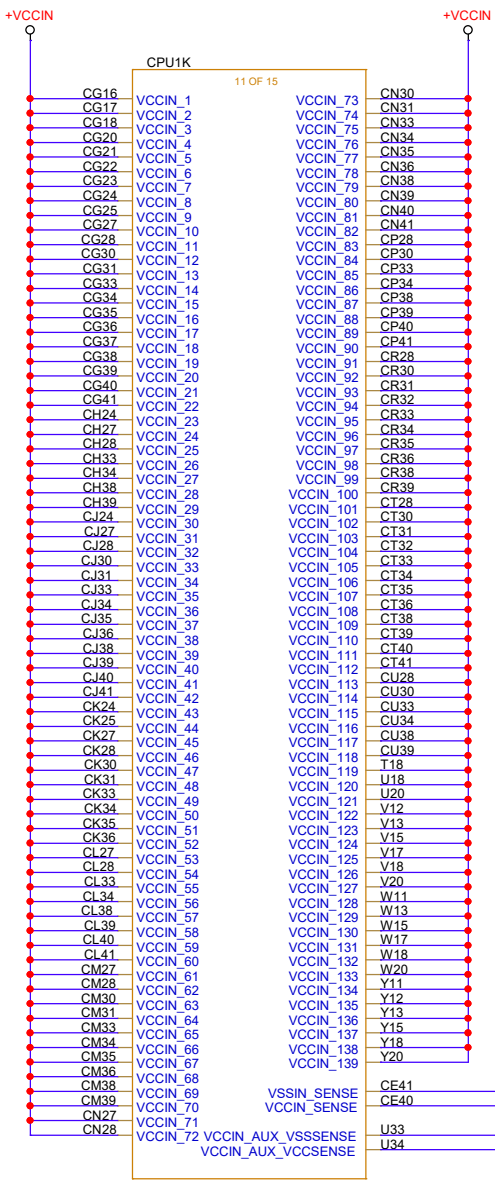 +VCCIN +VCCIN
CPU1K
11 OF 15
CG16 VCCIN_1 VCCIN_73 CN30
CG17 VCCIN_2 VCCIN_74 CN31
CG18 VCCIN_3 VCCIN_75 CN33
CG20 VCCIN_4 VCCIN_76 CN34
CG21 VCCIN_5 VCCIN_77 CN35
CG22 VCCIN_6 VCCIN_78 CN36
CG23 VCCIN_7 VCCIN_79 CN38
CG24 VCCIN_8 VCCIN_80 CN39
CG25 VCCIN_9 VCCIN_81 CN40
CG27 VCCIN_10 VCCIN_82 CN41
CG28 VCCIN_11 VCCIN_83 CP28
CG30 VCCIN_12 VCCIN_84 CP30
CG31 VCCIN_13 VCCIN_85 CP33
CG33 VCCIN_14 VCCIN_86 CP34
CG34 VCCIN_15 VCCIN_87 CP38
CG35 VCCIN_16 VCCIN_88 CP39
CG36 VCCIN_17 VCCIN_89 CP40
CG37 VCCIN_18 VCCIN_90 CP41
CG38 VCCIN_19 VCCIN_91 CR28
CG39 VCCIN_20 VCCIN_92 CR30
CG40 VCCIN_21 VCCIN_93 CR31
CG41 VCCIN_22 VCCIN_94 CR32
CH24 VCCIN_23 VCCIN_95 CR33
CH27 VCCIN_24 VCCIN_96 CR34
CH28 VCCIN_25 VCCIN_97 CR35
CH33 VCCIN_26 VCCIN_98 CR36
CH34 VCCIN_27 VCCIN_99 CR38
CH38 VCCIN_28 VCCIN_100 CR39
CH39 VCCIN_29 VCCIN_101 CT28
CJ24 VCCIN_30 VCCIN_102 CT30
CJ27 VCCIN_31 VCCIN_103 CT31
CJ28 VCCIN_32 VCCIN_104 CT32
CJ30 VCCIN_33 VCCIN_105 CT33
CJ31 VCCIN_34 VCCIN_106 CT34
CJ33 VCCIN_35 VCCIN_107 CT35
CJ34 VCCIN_36 VCCIN_108 CT36
CJ35 VCCIN_37 VCCIN_109 CT38
CJ36 VCCIN_38 VCCIN_110 CT39
CJ38 VCCIN_39 VCCIN_111 CT40
CJ39 VCCIN_40 VCCIN_112 CT41
CJ40 VCCIN_41 VCCIN_113 CU28
CJ41 VCCIN_42 VCCIN_114 CU30
CK24 VCCIN_43 VCCIN_115 CU33
CK25 VCCIN_44 VCCIN_116 CU34
CK27 VCCIN_45 VCCIN_117 CU38
CK28 VCCIN_46 VCCIN_118 CU39
CK30 VCCIN_47 VCCIN_119 T18
CK31 VCCIN_48 VCCIN_120 U18
CK33 VCCIN_49 VCCIN_121 U20
CK34 VCCIN_50 VCCIN_122 V12
CK35 VCCIN_51 VCCIN_123 V13
CK36 VCCIN_52 VCCIN_124 V15
CL27 VCCIN_53 VCCIN_125 V17
CL28 VCCIN_54 VCCIN_126 V18
CL33 VCCIN_55 VCCIN_127 V20
CL34 VCCIN_56 VCCIN_128 W11
CL38 VCCIN_57 VCCIN_129 W13
CL39 VCCIN_58 VCCIN_130 W15
CL40 VCCIN_59 VCCIN_131 W17
CL41 VCCIN_60 VCCIN_132 W18
CM27 VCCIN_61 VCCIN_133 W20
CM28 VCCIN_62 VCCIN_134 Y11
CM30 VCCIN_63 VCCIN_135 Y12
CM31 VCCIN_64 VCCIN_136 Y13
CM33 VCCIN_65 VCCIN_137 Y15
CM34 VCCIN_66 VCCIN_138 Y18
CM35 VCCIN_67 VCCIN_139 Y20
CM36 VCCIN_68
CM38 VCCIN_69 VSSIN_SENSE CE41
CM39 VCCIN_70 VCCIN_SENSE CE40
CN27 VCCIN_71
CN28 VCCIN_72 VCCIN_AUX_VSSSENSE U33
VCCIN_AUX_VCCSENSE U34